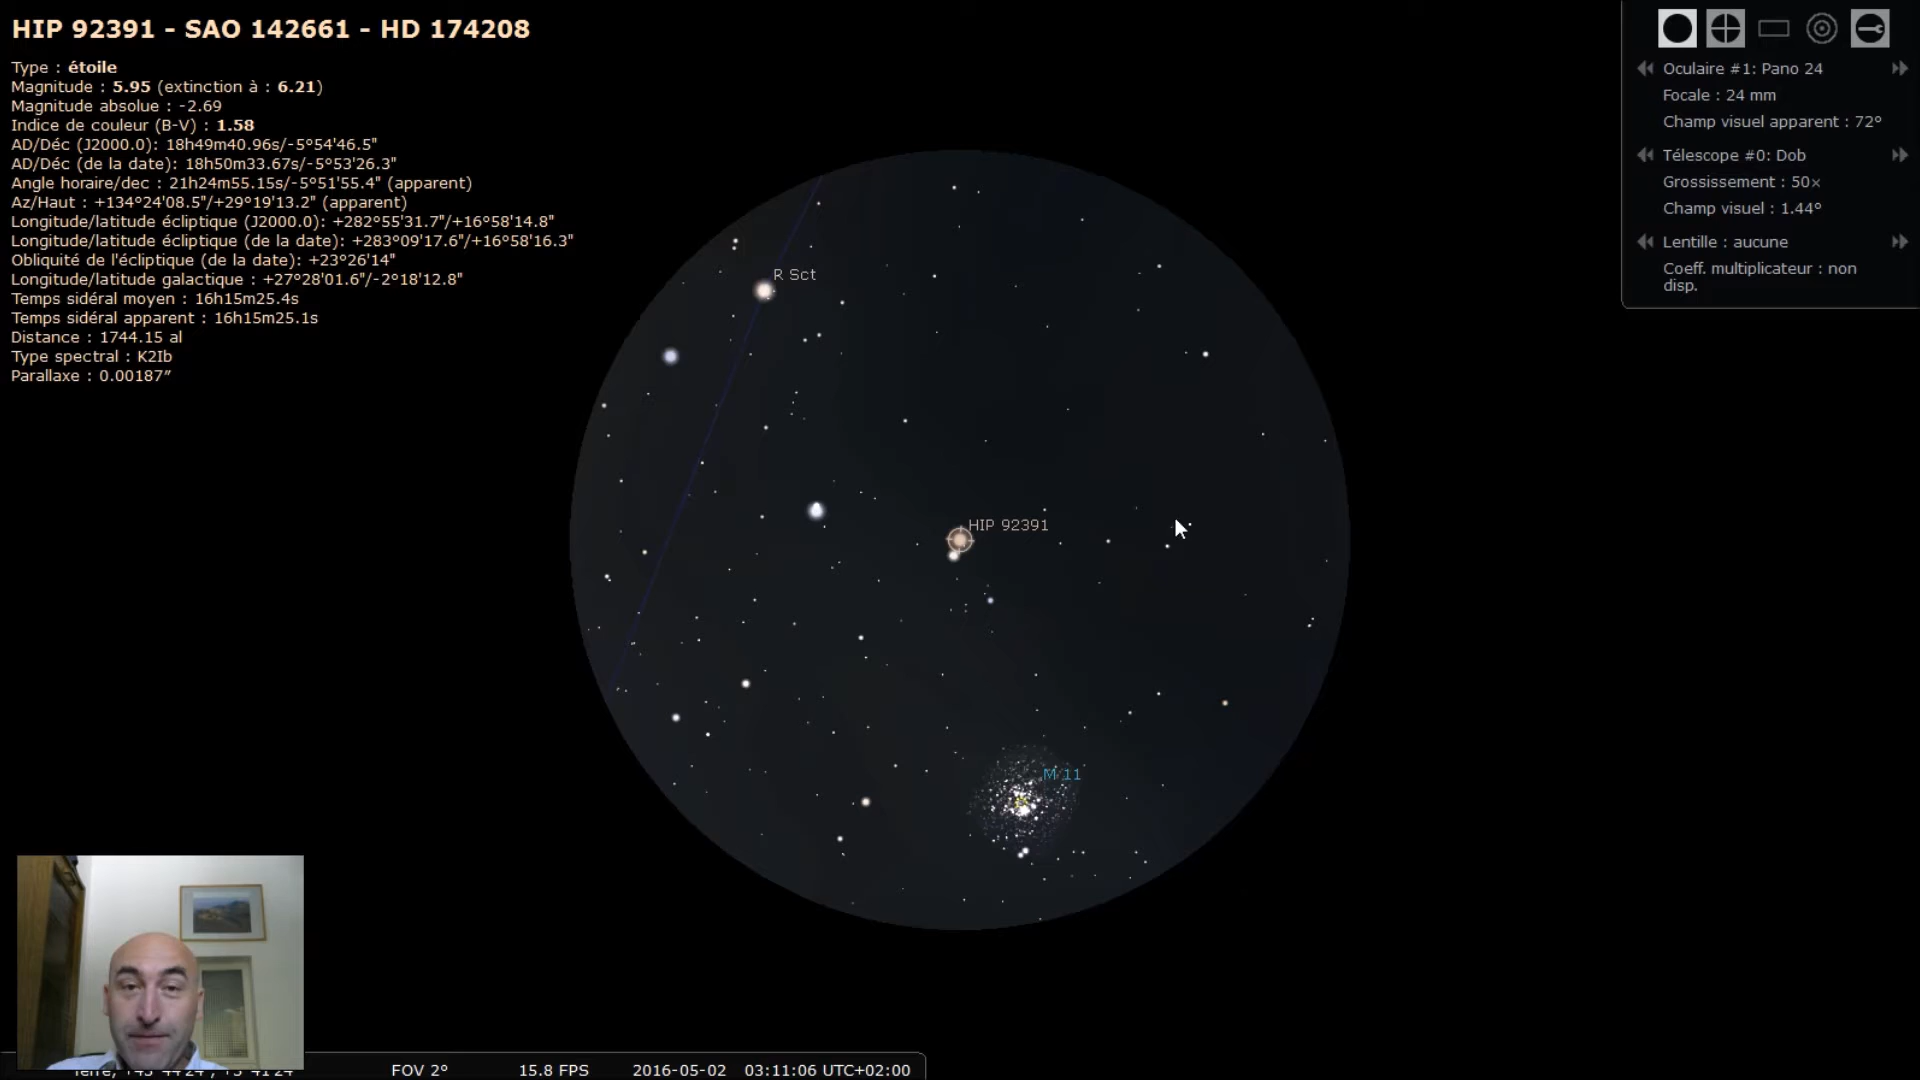 HIP 92391 - SAO 142661 - HD 174208
Type : étoile
Magnitude : 5.95 (extinction à : 6.21)
Magnitude absolue : -2.69
Indice de couleur (B-V) : 1.58
AD/Déc (J2000.0): 18h49m40.96s/-5°54'46.5"
AD/Déc (de la date): 18h50m33.67s/-5°53'26.3"
Angle horaire/dec : 21h24m55.15s/-5°51'55.4" (apparent)
Az/Haut : +134°24'08.5"/+29°19'13.2" (apparent)
Longitude/latitude écliptique (J2000.0): +282°55'31.7"/+16°58'14.8"
Longitude/latitude écliptique (de la date): +283°09'17.6"/+16°58'16.3"
Obliquité de l'écliptique (de la date): +23°26'14"
Longitude/latitude galactique : +27°28'01.6"/-2°18'12.8"
Temps sidéral moyen : 16h15m25.4s
Temps sidéral apparent : 16h15m25.1s
Distance : 1744.15 al
Type spectral : K2Ib
Parallaxe : 0.00187"
Oculaire #1: Pano 24
Focale : 24 mm
Champ visuel apparent : 72°
Télescope #0: Dob
Grossissement : 50×
Champ visuel : 1.44°
Lentille : aucune
Coeff. multiplicateur : non
disp.
R Sct
HIP 92391
M 11
FOV 2° 15.8 FPS 2016-05-02 03:11:06 UTC+02:00